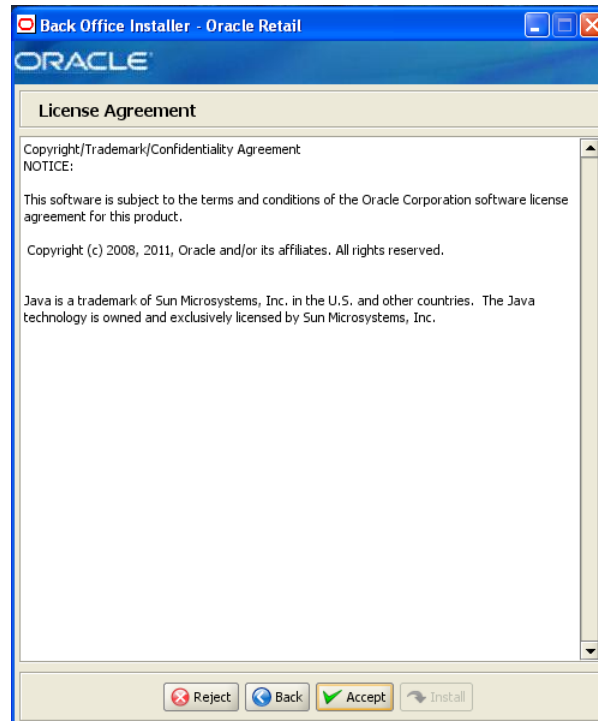 Back Office Installer - Oracle Retail
ORACLE
License Agreement
Copyright/Trademark/Confidentiality Agreement
NOTICE:
This software is subject to the terms and conditions of the Oracle Corporation software license
agreement for this product.
Copyright (c) 2008, 2011, Oracle and/or its affiliates. All rights reserved.
Java is a trademark of Sun Microsystems, Inc. in the U.S. and other countries.  The Java
technology is owned and exclusively licensed by Sun Microsystems, Inc.
Reject Back Accept Install